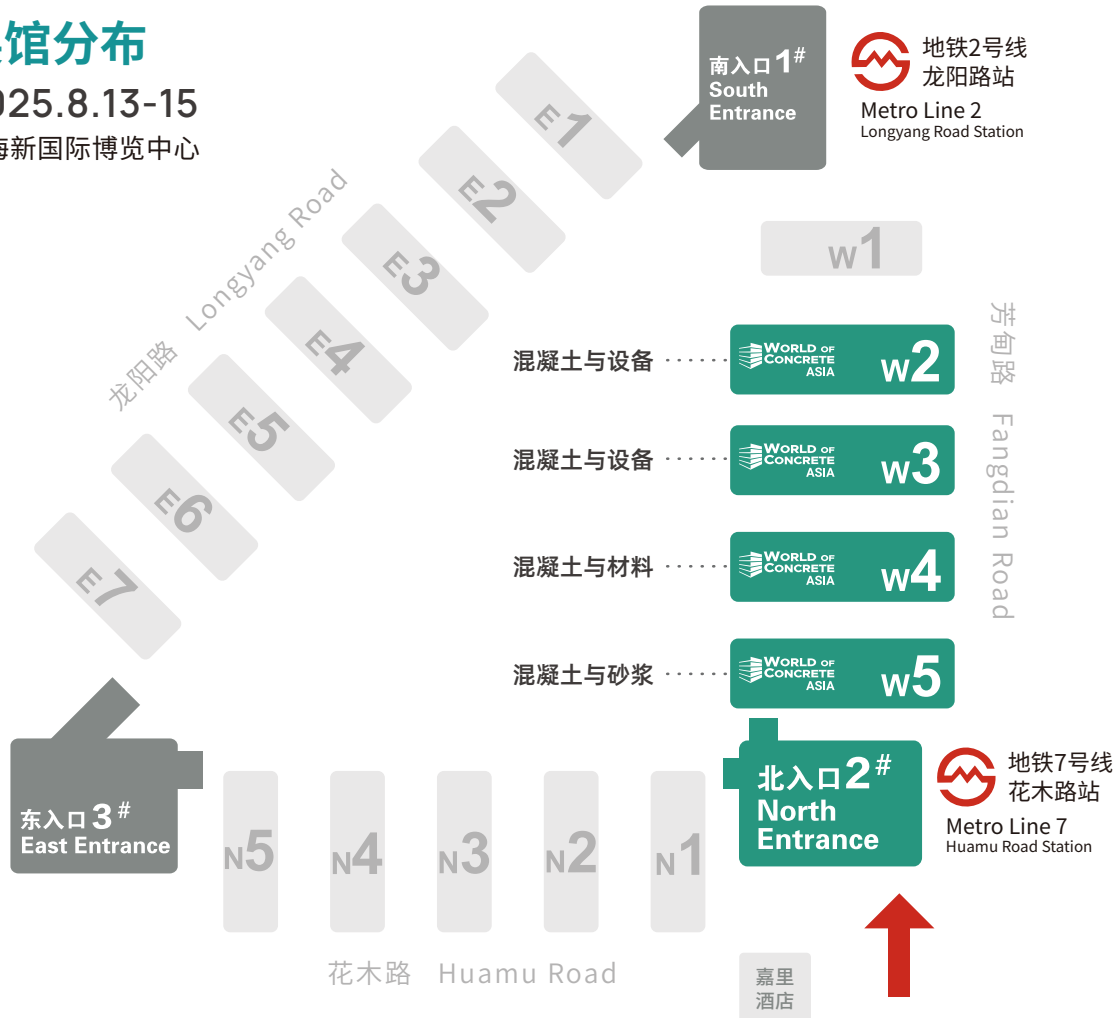 馆分布
025.8.13-15
海新国际博览中心
南入口1#
South
Entrance
地铁2号线
龙阳路站
Metro Line 2
Longyang Road Station
E1
E2
E3
E4
E5
E6
E7
龙阳路 Longyang Road
W1
芳甸路 Fangdian Road
混凝土与设备 ······
WORLD OF
CONCRETE
ASIA
W2
混凝土与设备 ······
WORLD OF
CONCRETE
ASIA
W3
混凝土与材料 ······
WORLD OF
CONCRETE
ASIA
W4
混凝土与砂浆 ······
WORLD OF
CONCRETE
ASIA
W5
东入口3#
East Entrance
N5
N4
N3
N2
N1
北入口2#
North
Entrance
地铁7号线
花木路站
Metro Line 7
Huamu Road Station
花木路 Huamu Road
嘉里
酒店